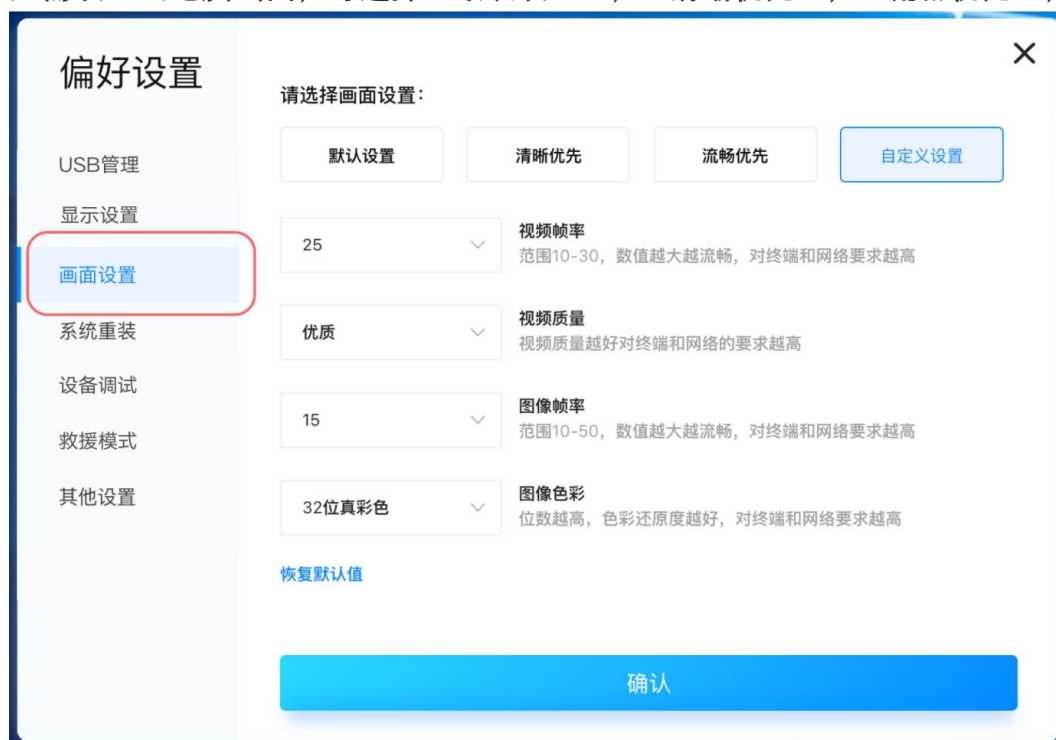 偏好设置
USB管理
显示设置
画面设置
系统重装
设备调试
救援模式
其他设置
请选择画面设置:
默认设置 清晰优先 流畅优先 自定义设置
25
视频帧率
范围10-30，数值越大越流畅，对终端和网络要求越高
优质
视频质量
视频质量越好对终端和网络的要求越高
15
图像帧率
范围10-50，数值越大越流畅，对终端和网络要求越高
32位真彩色
图像色彩
位数越高，色彩还原度越好，对终端和网络要求越高
恢复默认值
确认